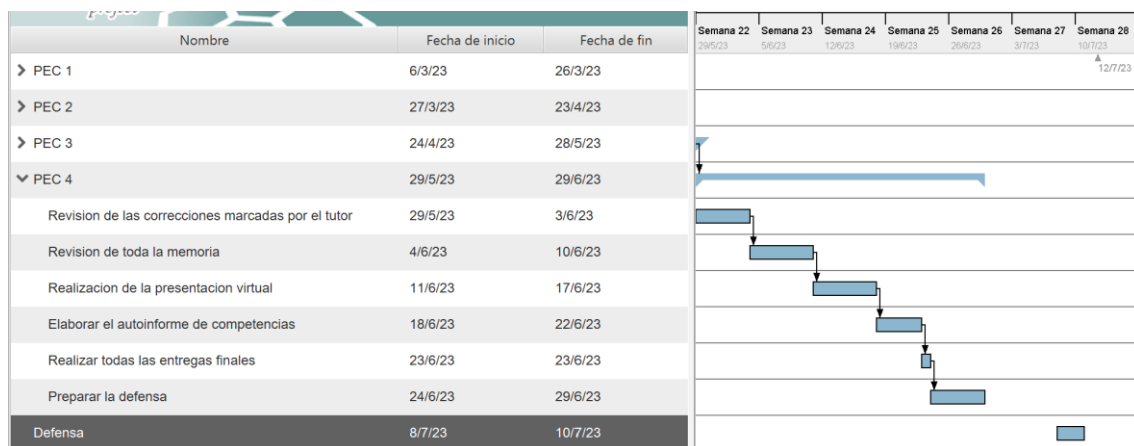 project
Nombre Fecha de inicio Fecha de fin
Semana 22 Semana 23 Semana 24 Semana 25 Semana 26 Semana 27 Semana 28
29/5/23 5/6/23 12/6/23 19/6/23 26/6/23 3/7/23 10/7/23
12/7/23
PEC 1 6/3/23 26/3/23
PEC 2 27/3/23 23/4/23
PEC 3 24/4/23 28/5/23
PEC 4 29/5/23 29/6/23
Revision de las correcciones marcadas por el tutor 29/5/23 3/6/23
Revision de toda la memoria 4/6/23 10/6/23
Realizacion de la presentacion virtual 11/6/23 17/6/23
Elaborar el autoinforme de competencias 18/6/23 22/6/23
Realizar todas las entregas finales 23/6/23 23/6/23
Preparar la defensa 24/6/23 29/6/23
Defensa 8/7/23 10/7/23